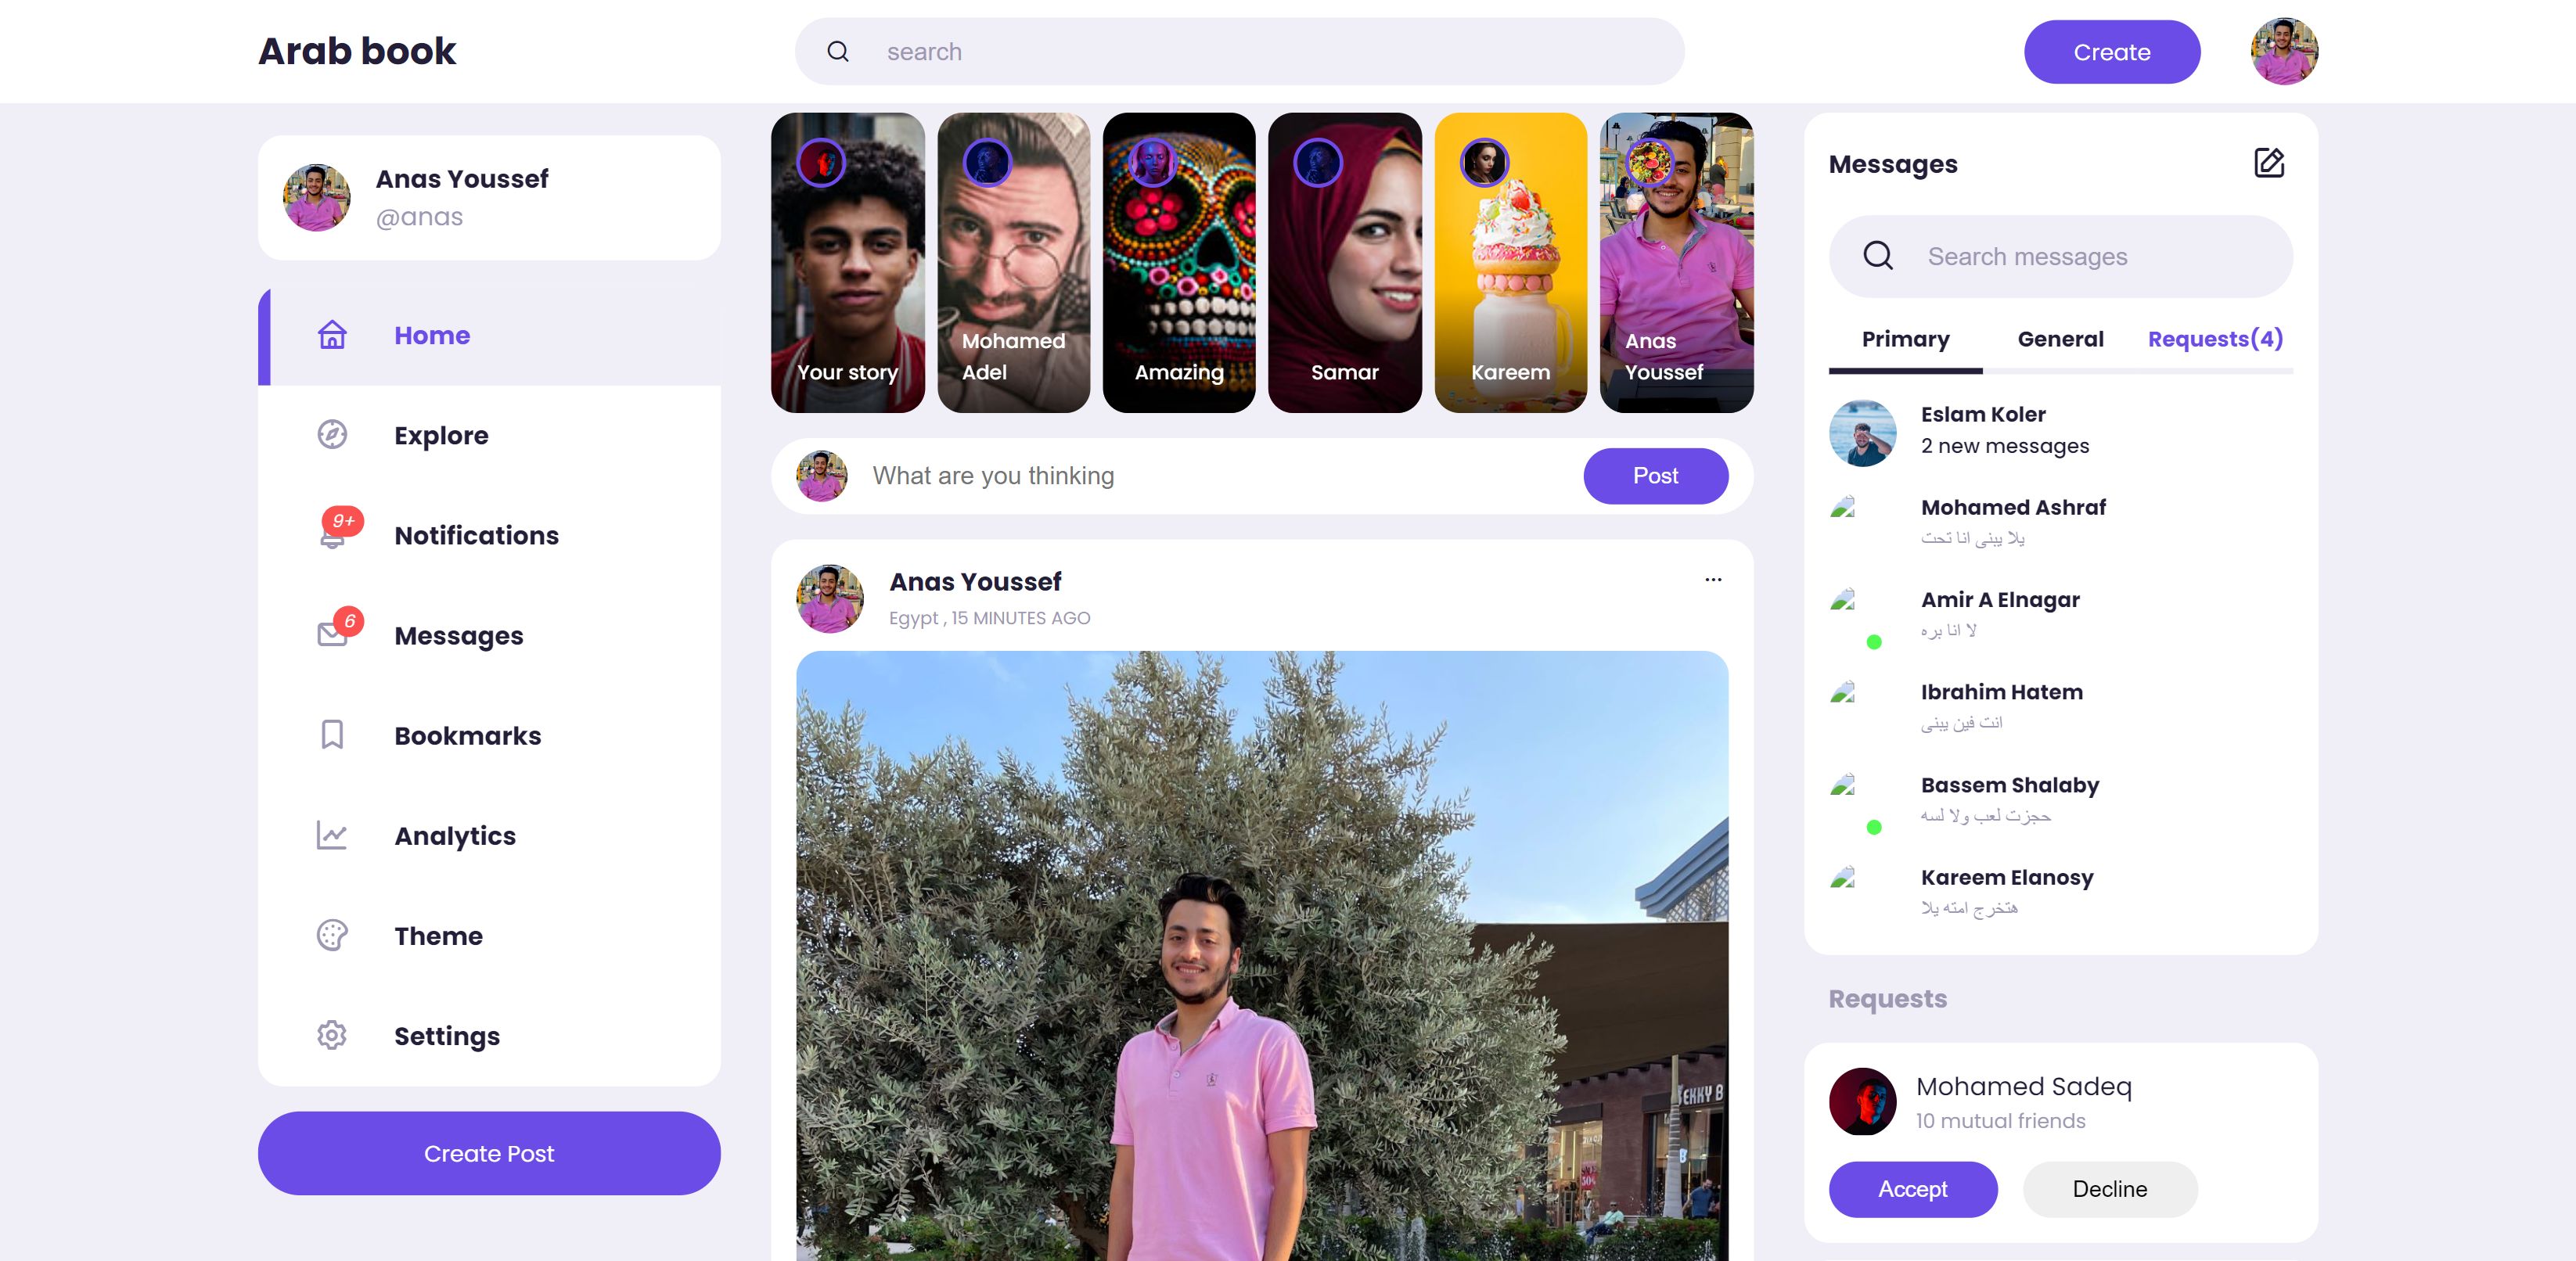 Arab book
search
Create
Anas Youssef
@anas
Home
Explore
9+
Notifications
6
Messages
Bookmarks
Analytics
Theme
Settings
Create Post
Your story
Mohamed
Adel
Amazing
Samar
Kareem
Anas
Youssef
What are you thinking
Post
Anas Youssef
...
Egypt , 15 MINUTES AGO
EKKY B
50%
Messages
Search messages
Primary
General
Requests(4)
Eslam Koler
2 new messages
Mohamed Ashraf
يلا يبنى انا تحت
Amir A Elnagar
لا انا بره
Ibrahim Hatem
انت فين يبنى
Bassem Shalaby
حجزت لعب ولا لسه
Kareem Elanosy
هتخرج امته يلا
Requests
Mohamed Sadeq
10 mutual friends
Accept
Decline